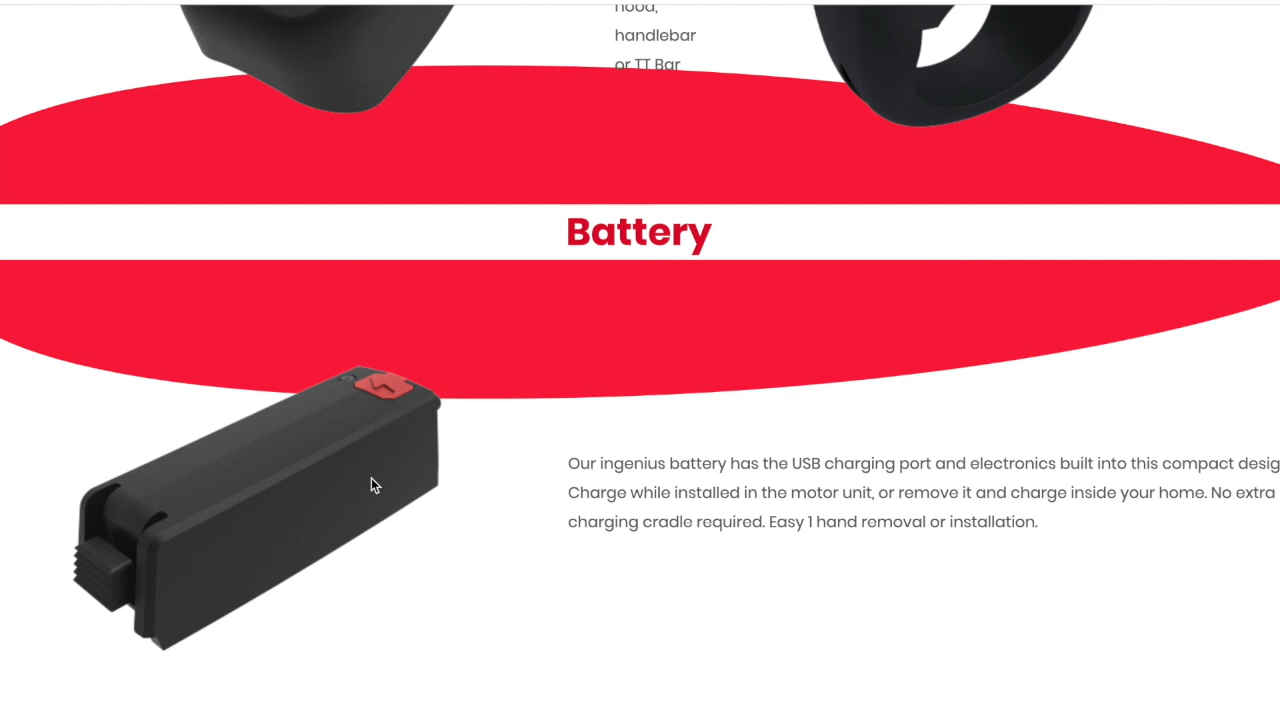 hood,
handlebar
or TT Bar
Battery
Our ingenius battery has the USB charging port and electronics built into this compact desig
Charge while installed in the motor unit, or remove it and charge inside your home. No extra
charging cradle required. Easy 1 hand removal or installation.